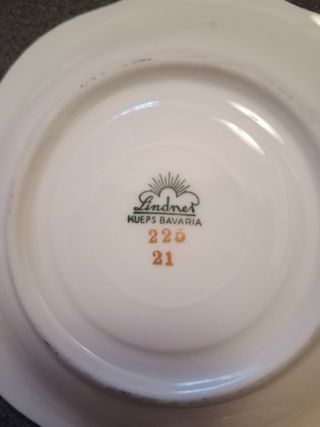 Lindner
KUEPS BAVARIA
225
21